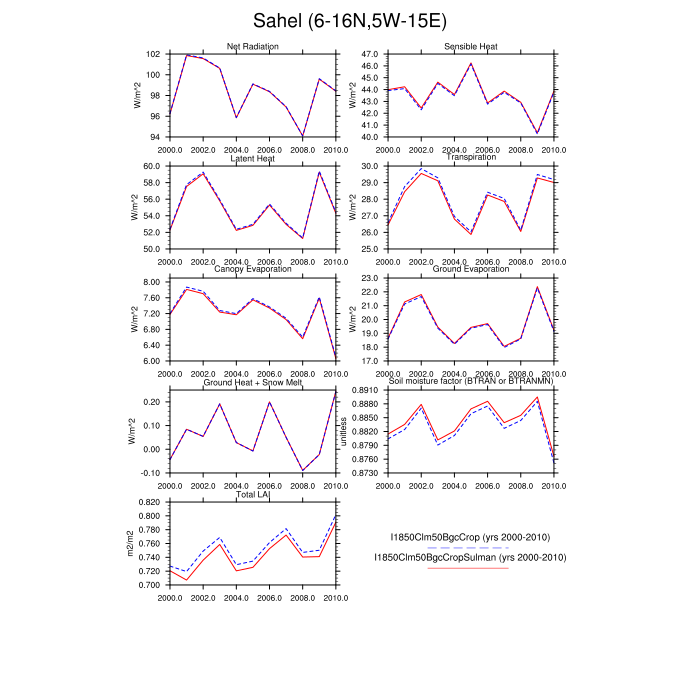 Sahel (6-16N,5W-15E)
Net Radiation
W/m^2
102
100
98
96
94
2000.0 2002.0 2004.0 2006.0 2008.0 2010.0
Sensible Heat
W/m^2
47.0
46.0
45.0
44.0
43.0
42.0
41.0
40.0
2000.0 2002.0 2004.0 2006.0 2008.0 2010.0
Latent Heat
W/m^2
60.0
58.0
56.0
54.0
52.0
50.0
2000.0 2002.0 2004.0 2006.0 2008.0 2010.0
Transpiration
W/m^2
30.0
29.0
28.0
27.0
26.0
25.0
2000.0 2002.0 2004.0 2006.0 2008.0 2010.0
Canopy Evaporation
W/m^2
8.00
7.60
7.20
6.80
6.40
6.00
2000.0 2002.0 2004.0 2006.0 2008.0 2010.0
Ground Evaporation
W/m^2
23.0
22.0
21.0
20.0
19.0
18.0
17.0
2000.0 2002.0 2004.0 2006.0 2008.0 2010.0
Ground Heat + Snow Melt
W/m^2
0.20
0.10
0.00
-0.10
2000.0 2002.0 2004.0 2006.0 2008.0 2010.0
Soil moisture factor (BTRAN or BTRANMN)
unitless
0.8910
0.8880
0.8850
0.8820
0.8790
0.8760
0.8730
2000.0 2002.0 2004.0 2006.0 2008.0 2010.0
Total LAI
m2/m2
0.820
0.800
0.780
0.760
0.740
0.720
0.700
2000.0 2002.0 2004.0 2006.0 2008.0 2010.0
I1850Clm50BgcCrop (yrs 2000-2010)
I1850Clm50BgcCropSulman (yrs 2000-2010)